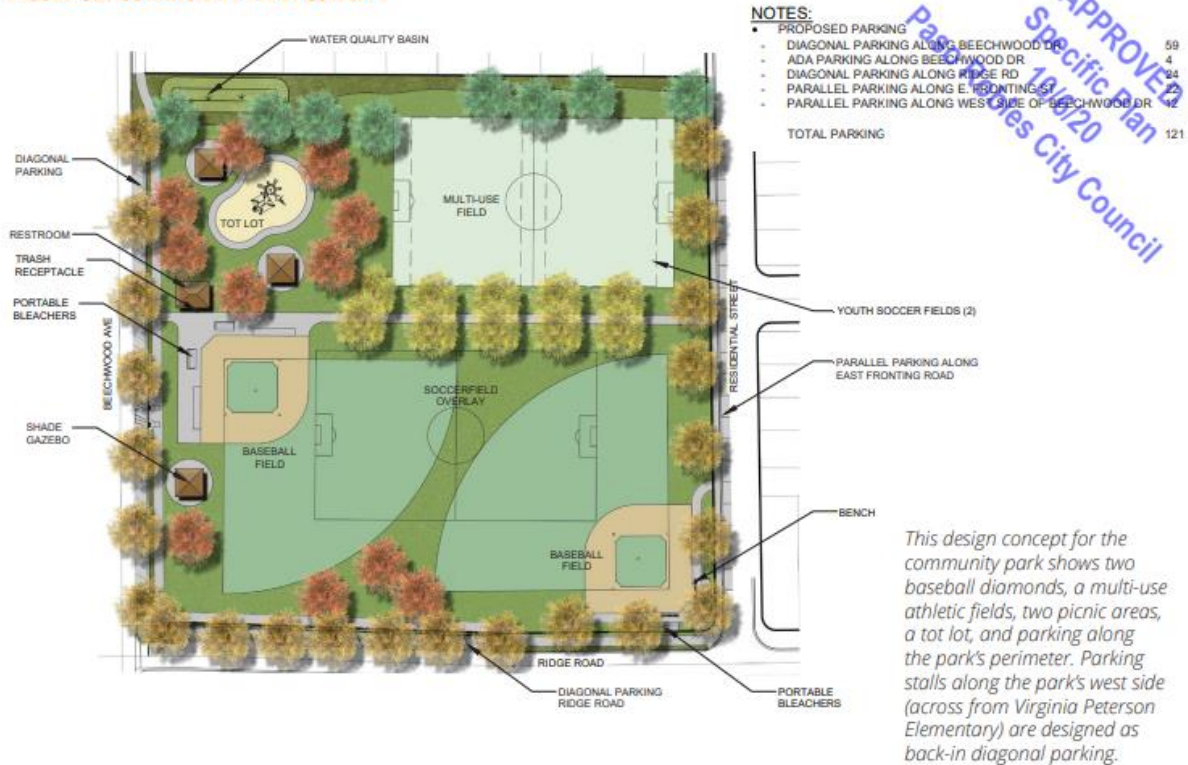 NOTES:
• PROPOSED PARKING
- DIAGONAL PARKING ALONG BEECHWOOD DR 59
- ADA PARKING ALONG BEECHWOOD DR 4
- DIAGONAL PARKING ALONG RIDGE RD 24
- PARALLEL PARKING ALONG E. FRONTING ST 22
- PARALLEL PARKING ALONG WEST SIDE OF BEECHWOOD DR 12
TOTAL PARKING 121
APPROVED
Specific Plan
10/6/20
Paso Robles City Council
WATER QUALITY BASIN
DIAGONAL
PARKING
RESTROOM
TRASH
RECEPTACLE
PORTABLE
BLEACHERS
BEECHWOOD AVE
SHADE
GAZEBO
TOT LOT
MULTI-USE
FIELD
YOUTH SOCCER FIELDS (2)
RESIDENTIAL STREET
PARALLEL PARKING ALONG
EAST FRONTING ROAD
SOCCERFIELD
OVERLAY
BASEBALL
FIELD
BASEBALL
FIELD
BENCH
RIDGE ROAD
DIAGONAL PARKING
RIDGE ROAD
PORTABLE
BLEACHERS
This design concept for the
community park shows two
baseball diamonds, a multi-use
athletic fields, two picnic areas,
a tot lot, and parking along
the park's perimeter. Parking
stalls along the park's west side
(across from Virginia Peterson
Elementary) are designed as
back-in diagonal parking.